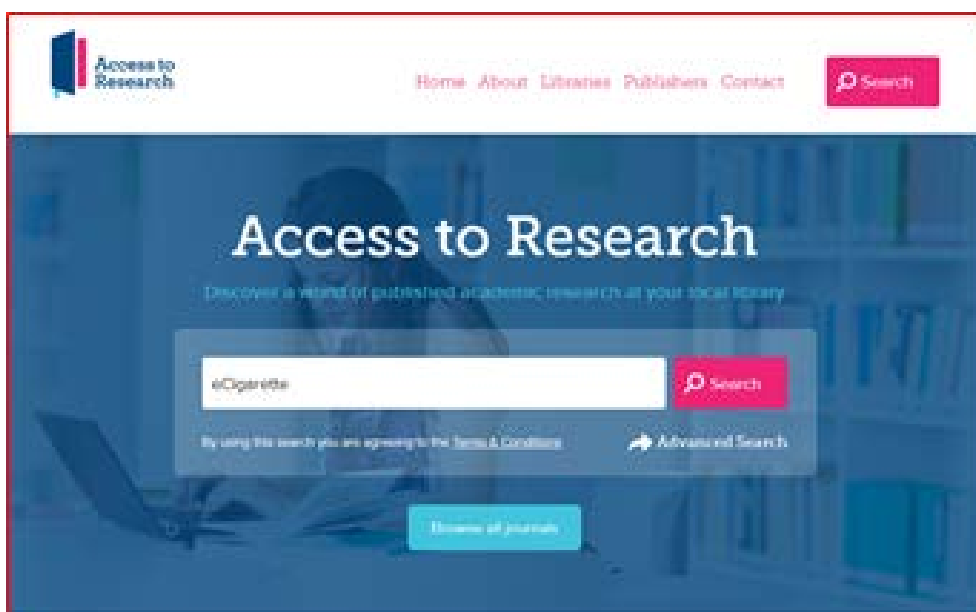 Access to
Research
Home About Libraries Publishers Contact
Search
Access to Research
Discover a world of published academic research at your local library
eCigarette
Search
By using this search you are agreeing to the Terms & Conditions
Advanced Search
Browse all journals